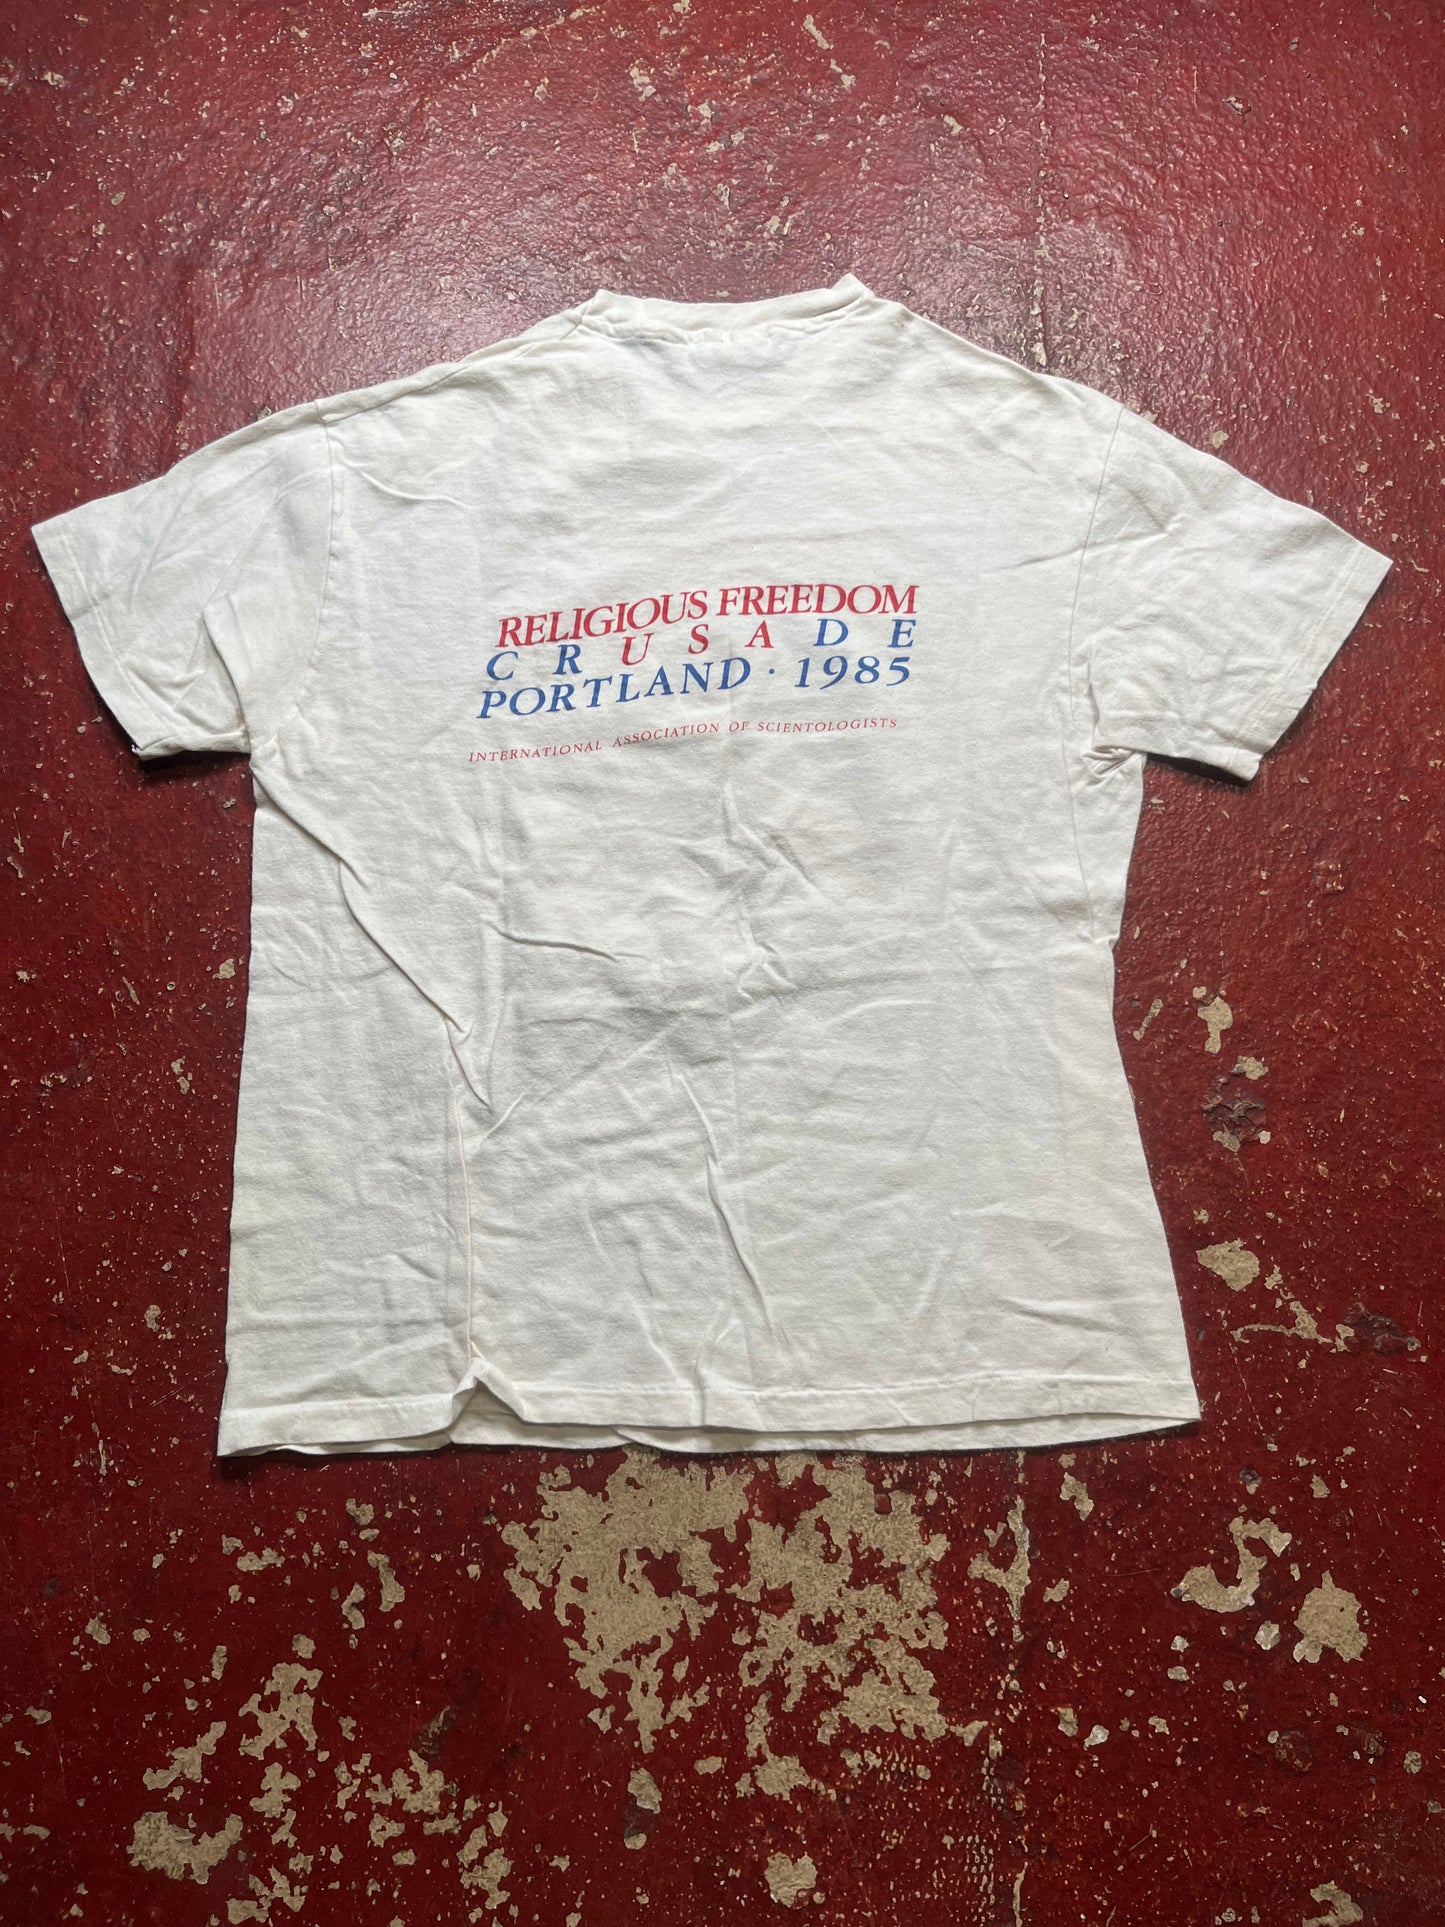 RELIGIOUS FREEDOM
CRUSADE
PORTLAND · 1985
INTERNATIONAL ASSOCIATION OF SCIENTOLOGISTS